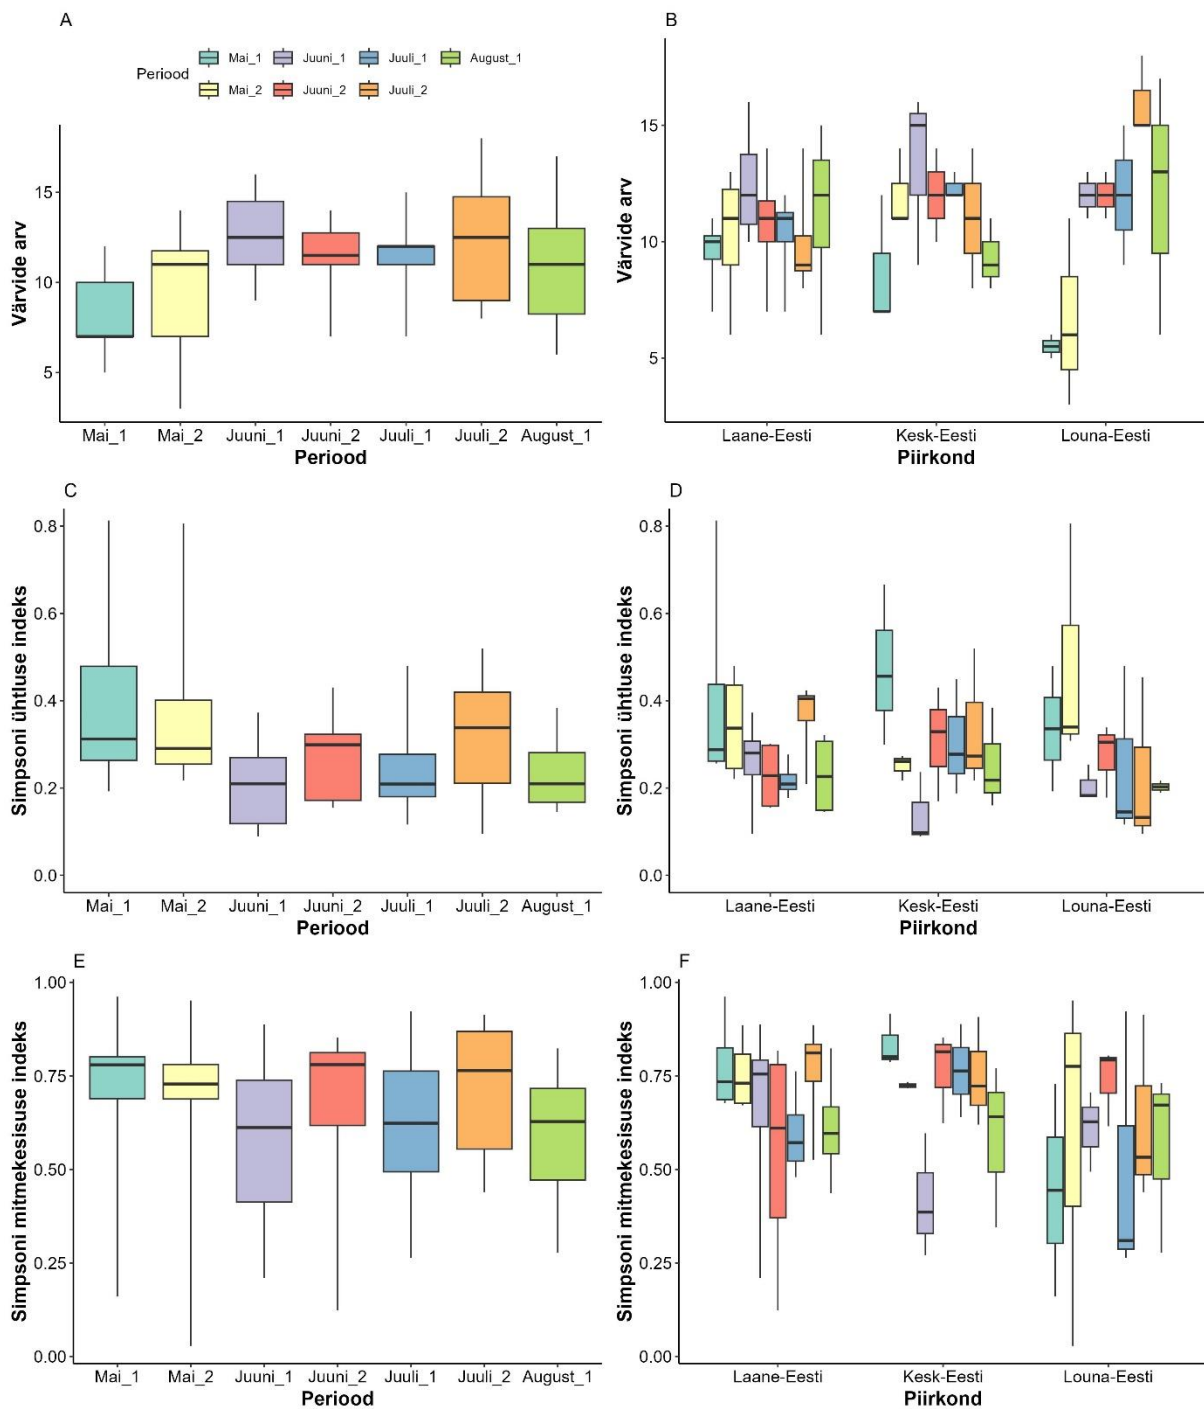 A
Periood
Mai_1 Juuni_1 Juuli_1 August_1
Mai_2 Juuni_2 Juuli_2
Värvide arv
15
10
5
Mai_1 Mai_2 Juuni_1 Juuni_2 Juuli_1 Juuli_2 August_1
Periood
B
Värvide arv
15
10
5
Laane-Eesti Kesk-Eesti Louna-Eesti
Piirkond
C
Simpsoni ühtluse indeks
0.8
0.6
0.4
0.2
0.0
Mai_1 Mai_2 Juuni_1 Juuni_2 Juuli_1 Juuli_2 August_1
Periood
D
Simpsoni ühtluse indeks
0.8
0.6
0.4
0.2
0.0
Laane-Eesti Kesk-Eesti Louna-Eesti
Piirkond
E
Simpsoni mitmekesisuse indeks
1.00
0.75
0.50
0.25
0.00
Mai_1 Mai_2 Juuni_1 Juuni_2 Juuli_1 Juuli_2 August_1
Periood
F
Simpsoni mitmekesisuse indeks
1.00
0.75
0.50
0.25
0.00
Laane-Eesti Kesk-Eesti Louna-Eesti
Piirkond